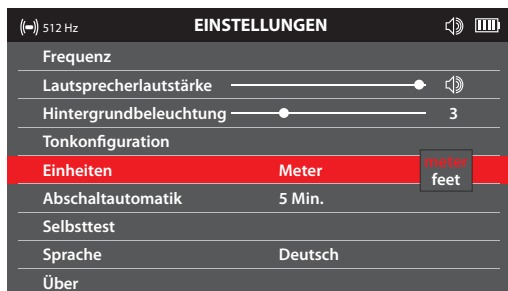 512 Hz EINSTELLUNGEN
Frequenz
Lautsprecherlautstärke
Hintergrundbeleuchtung 3
Tonkonfiguration
Einheiten Meter meter
feet
Abschaltautomatik 5 Min.
Selbsttest
Sprache Deutsch
Über